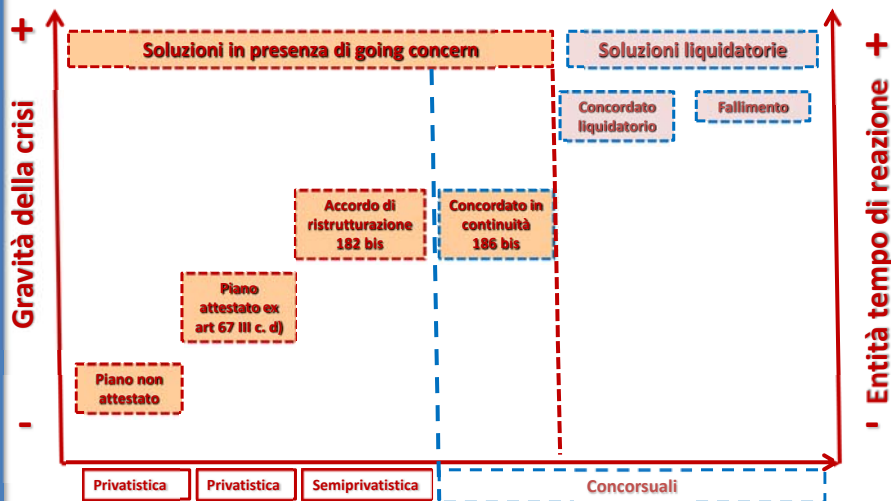 +
Gravità della crisi
-
Soluzioni in presenza di going concern
Soluzioni liquidatorie
Concordato
liquidatorio
Fallimento
Accordo di
ristrutturazione
182 bis
Concordato in
continuità
186 bis
Piano
attestato ex
art 67 III c. d)
Piano non
attestato
Privatistica
Privatistica
Semiprivatistica
Concorsuali
+
Entità tempo di reazione
-